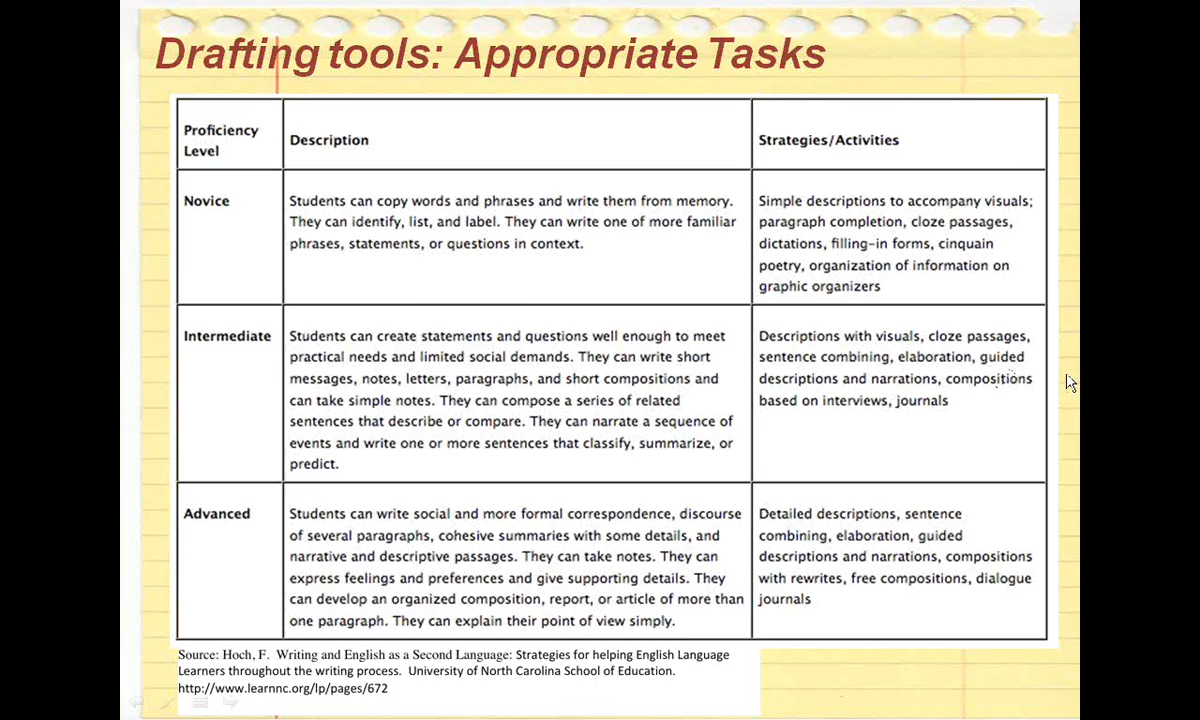 Drafting tools: Appropriate Tasks
Proficiency
Level
Description
Strategies/Activities
Novice
Students can copy words and phrases and write them from memory.
They can identify, list, and label. They can write one of more familiar
phrases, statements, or questions in context.
Simple descriptions to accompany visuals;
paragraph completion, cloze passages,
dictations, filling-in forms, cinquain
poetry, organization of information on
graphic organizers
Intermediate
Students can create statements and questions well enough to meet
practical needs and limited social demands. They can write short
messages, notes, letters, paragraphs, and short compositions and
can take simple notes. They can compose a series of related
sentences that describe or compare. They can narrate a sequence of
events and write one or more sentences that classify, summarize, or
predict.
Descriptions with visuals, cloze passages,
sentence combining, elaboration, guided
descriptions and narrations, compositions
based on interviews, journals
Advanced
Students can write social and more formal correspondence, discourse
of several paragraphs, cohesive summaries with some details, and
narrative and descriptive passages. They can take notes. They can
express feelings and preferences and give supporting details. They
can develop an organized composition, report, or article of more than
one paragraph. They can explain their point of view simply.
Detailed descriptions, sentence
combining, elaboration, guided
descriptions and narrations, compositions
with rewrites, free compositions, dialogue
journals
Source: Hoch, F. Writing and English as a Second Language: Strategies for helping English Language
Learners throughout the writing process. University of North Carolina School of Education.
http://www.learnnc.org/lp/pages/672